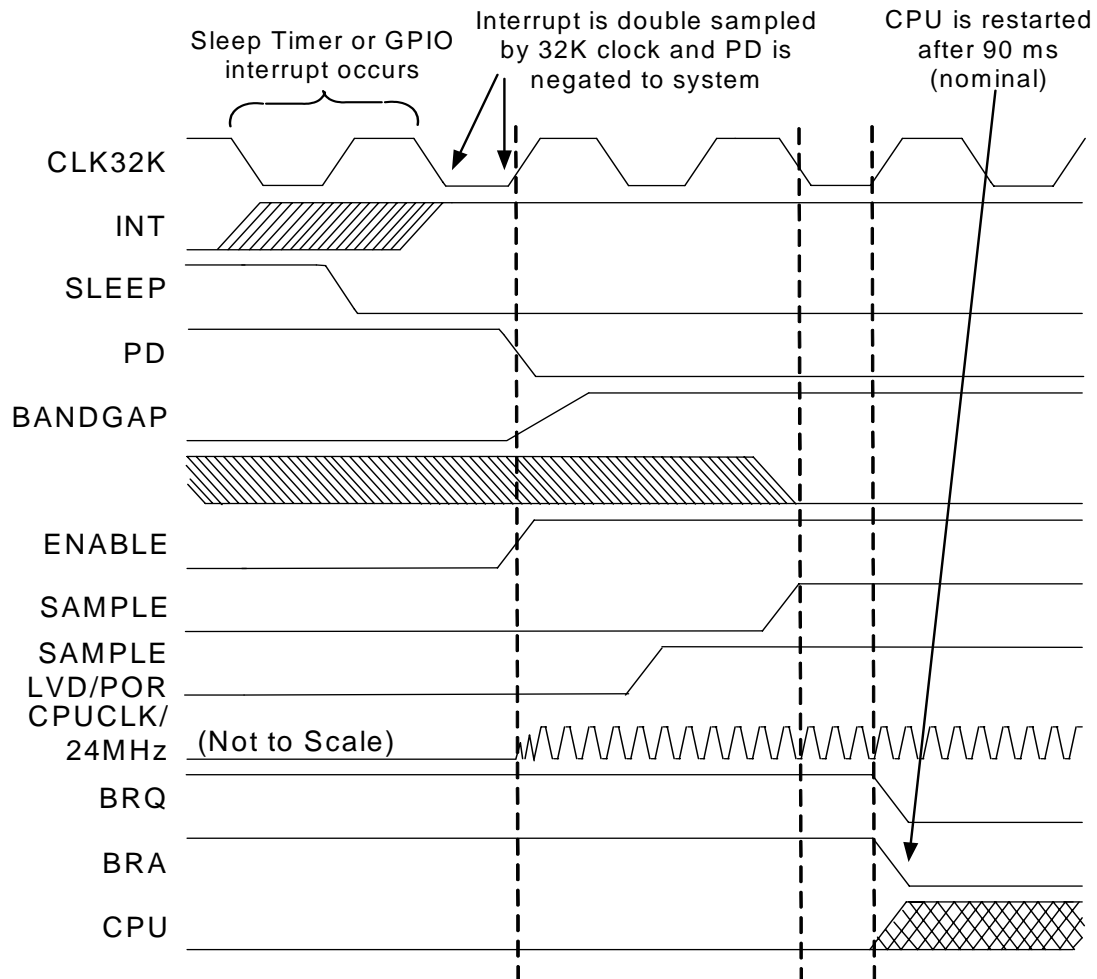 Sleep Timer or GPIO
interrupt occurs
Interrupt is double sampled
by 32K clock and PD is
negated to system
CPU is restarted
after 90 ms
(nominal)
CLK32K
INT
SLEEP
PD
BANDGAP
ENABLE
SAMPLE
SAMPLE
LVD/POR
CPUCLK/
24MHz
(Not to Scale)
BRQ
BRA
CPU